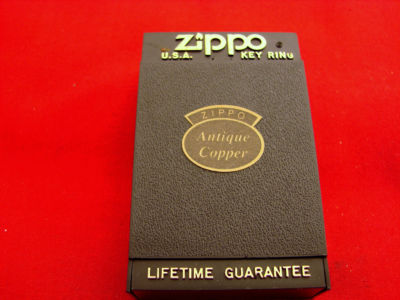 Zippo
U.S.A. KEY RING
ZIPPO
Antique
Copper
LIFETIME GUARANTEE